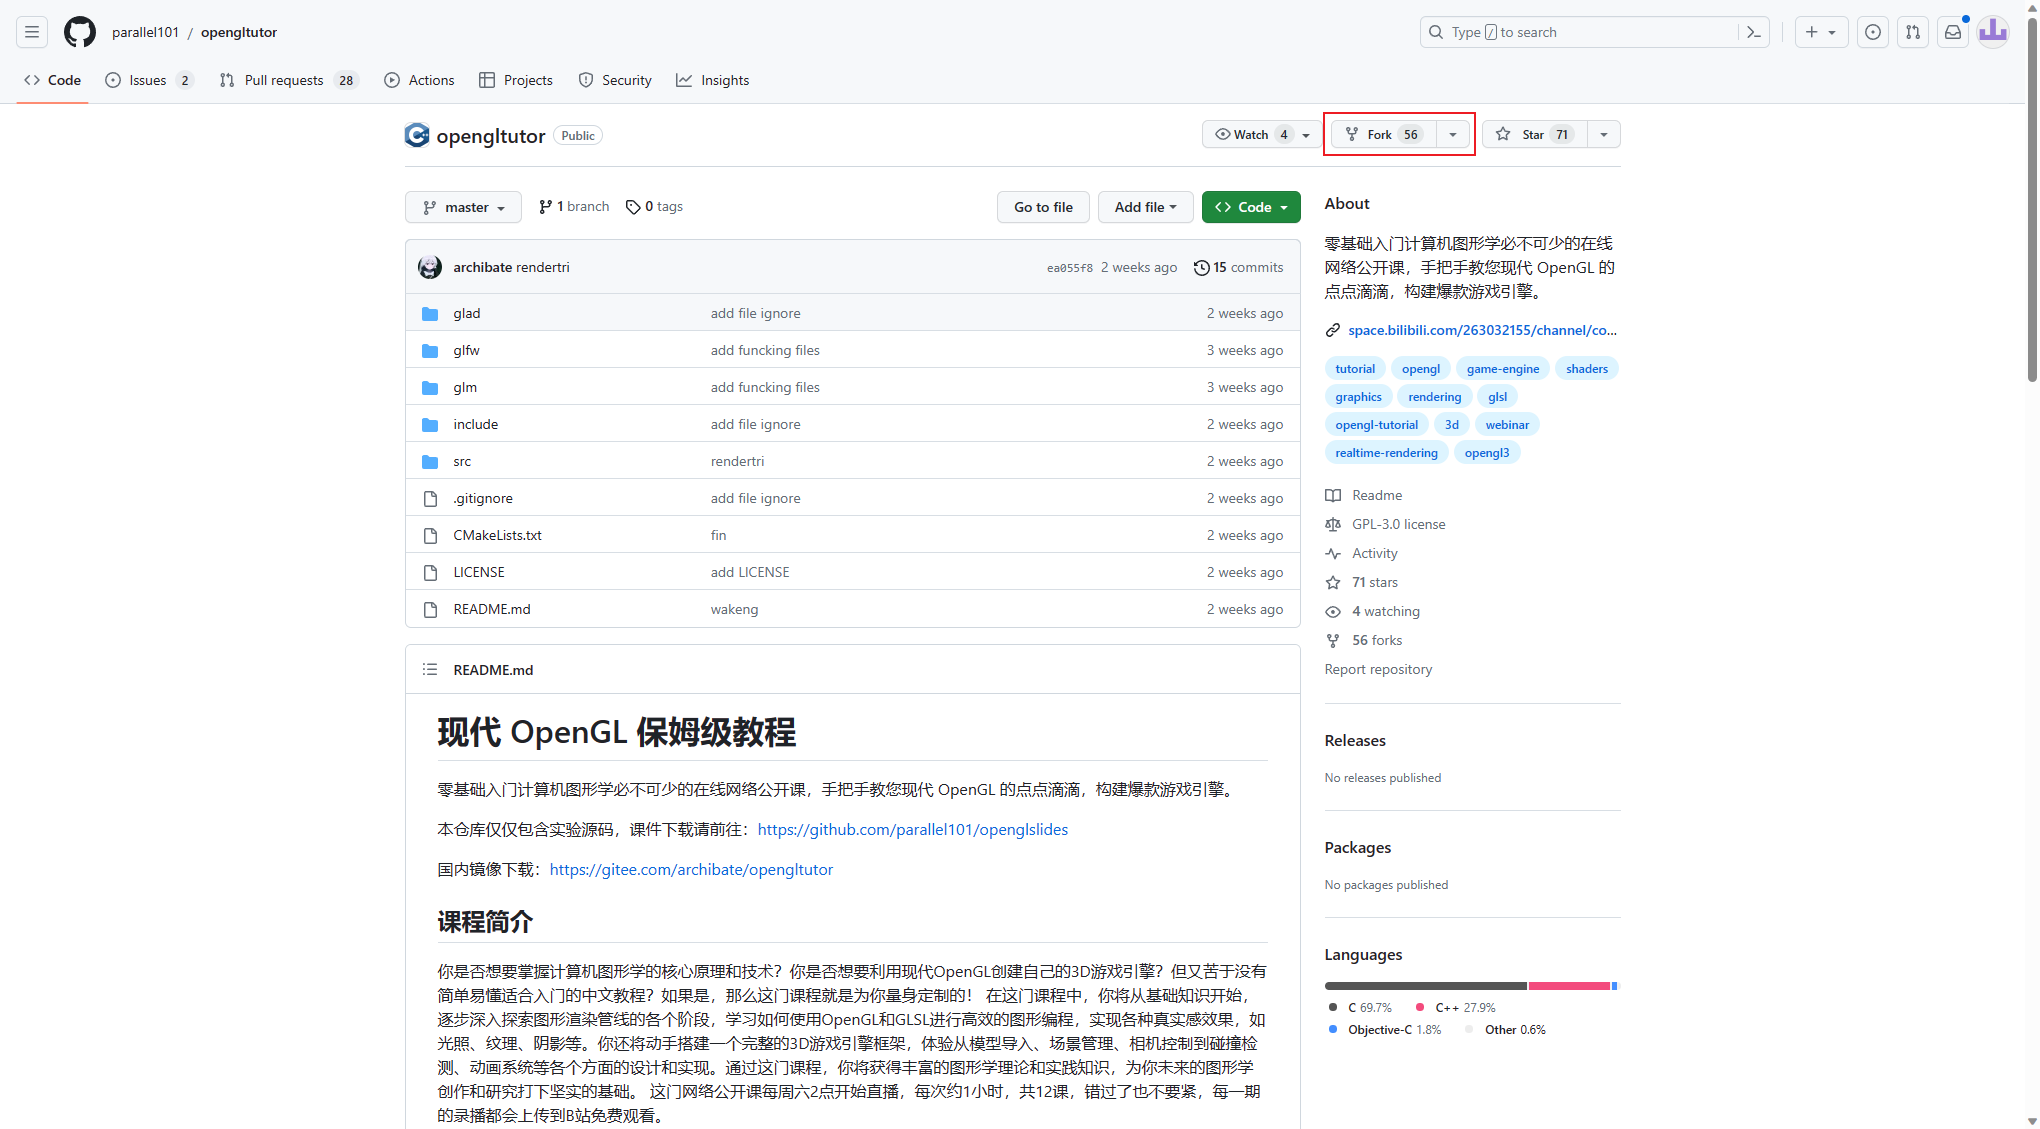 parallel101 / opengltutor
Type / to search
Code
Issues 2
Pull requests 28
Actions
Projects
Security
Insights
opengltutor Public
Watch 4
Fork 56
Star 71
master
1 branch
0 tags
Go to file
Add file
Code
archibate rendertri
ea055f8 2 weeks ago
15 commits
glad add file ignore 2 weeks ago
glfw add funcking files 3 weeks ago
glm add funcking files 3 weeks ago
include add file ignore 2 weeks ago
src rendertri 2 weeks ago
.gitignore add file ignore 2 weeks ago
CMakeLists.txt fin 2 weeks ago
LICENSE add LICENSE 2 weeks ago
README.md wakeng 2 weeks ago
README.md
现代 OpenGL 保姆级教程
零基础入门计算机图形学必不可少的在线网络公开课，手把手教您现代 OpenGL 的点点滴滴，构建爆款游戏引擎。
本仓库仅仅包含实验源码，课件下载请前往：https://github.com/parallel101/openglslides
国内镜像下载：https://gitee.com/archibate/opengltutor
课程简介
你是否想要掌握计算机图形学的核心原理和技术？你是否想要利用现代OpenGL创建自己的3D游戏引擎？但又苦于没有
简单易懂适合入门的中文教程？如果是，那么这门课程就是为你量身定制的！ 在这门课程中，你将从基础知识开始，
逐步深入探索图形渲染管线的各个阶段，学习如何使用OpenGL和GLSL进行高效的图形编程，实现各种真实感效果，如
光照、纹理、阴影等。你还将动手搭建一个完整的3D游戏引擎框架，体验从模型导入、场景管理、相机控制到碰撞检
测、动画系统等各个方面的设计和实现。通过这门课程，你将获得丰富的图形学理论和实践知识，为你未来的图形学
创作和研究打下坚实的基础。 这门网络公开课每周六2点开始直播，每次约1小时，共12课，错过了也不要紧，每一期
的录播都会上传到B站免费观看。
About
零基础入门计算机图形学必不可少的在线
网络公开课，手把手教您现代 OpenGL 的
点点滴滴，构建爆款游戏引擎。
space.bilibili.com/263032155/channel/co...
tutorial opengl game-engine shaders
graphics rendering glsl
opengl-tutorial 3d webinar
realtime-rendering opengl3
Readme
GPL-3.0 license
Activity
71 stars
4 watching
56 forks
Report repository
Releases
No releases published
Packages
No packages published
Languages
C 69.7% C++ 27.9%
Objective-C 1.8% Other 0.6%